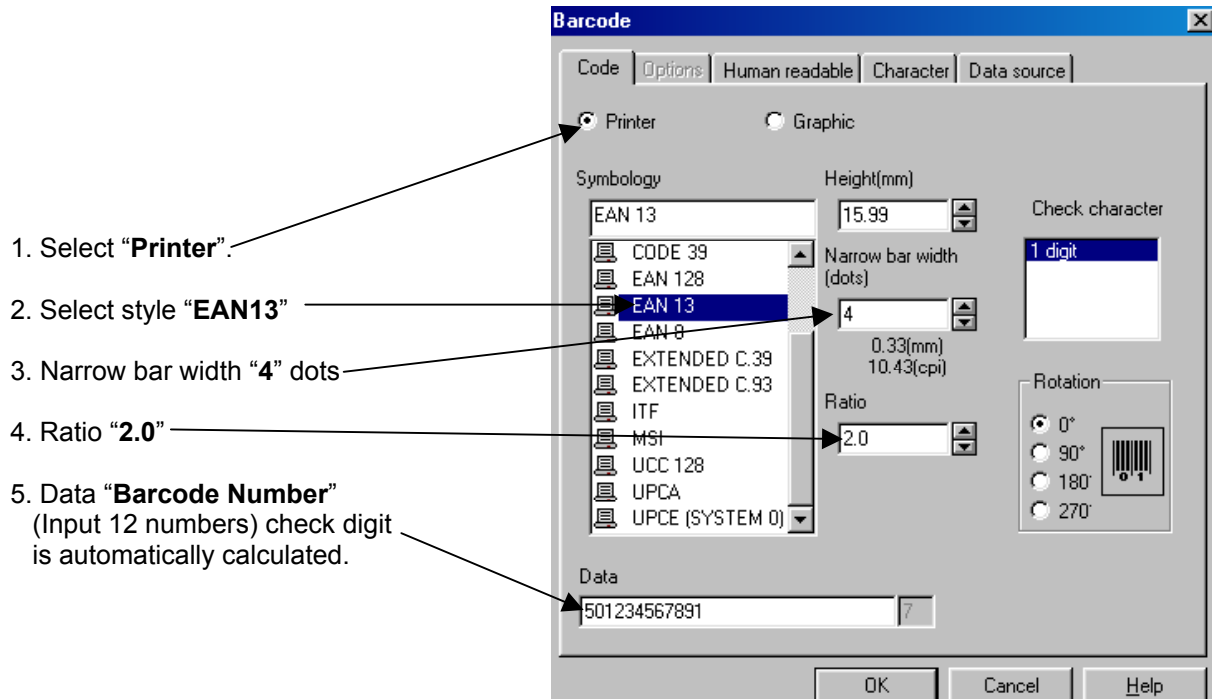 Barcode
Code Options Human readable Character Data source
Printer Graphic
1. Select “Printer”.
2. Select style “EAN13”
3. Narrow bar width “4” dots
4. Ratio “2.0”
5. Data “Barcode Number”
(Input 12 numbers) check digit
is automatically calculated.
Symbology
EAN 13
CODE 39
EAN 128
EAN 13
EAN 8
EXTENDED C.39
EXTENDED C.93
ITF
MSI
UCC 128
UPCA
UPCE (SYSTEM 0)
Height(mm)
15.99
Narrow bar width
(dots)
4
0.33(mm)
10.43(cpi)
Ratio
2.0
Check character
1 digit
Rotation
0°
90°
180°
270°
0 1
Data
501234567891 7
OK Cancel Help